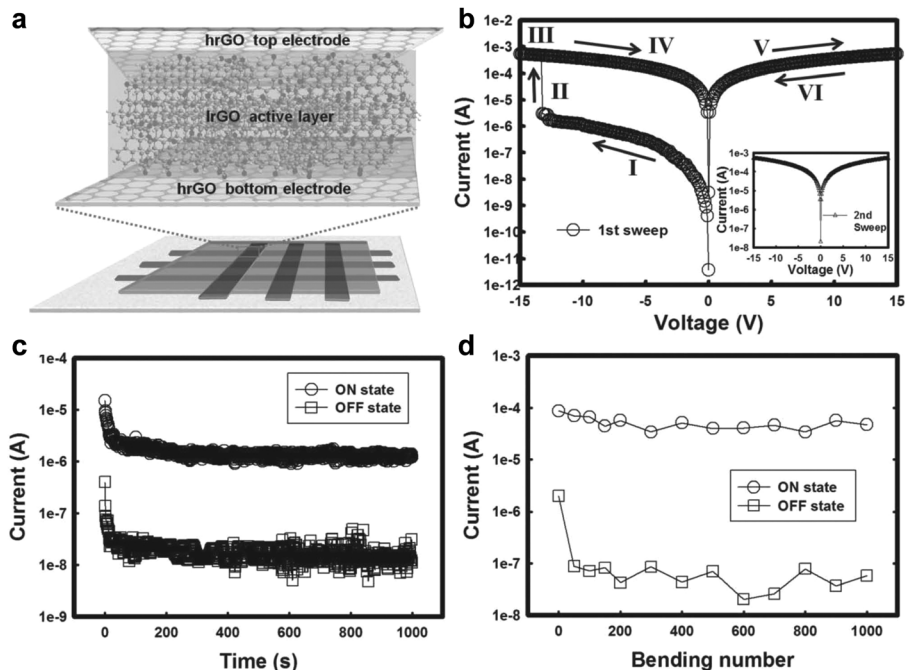 a
hrGO top electrode
lrGO active layer
hrGO bottom electrode
b
1e-2
1e-3
1e-4
1e-5
1e-6
1e-7
1e-8
1e-9
1e-10
1e-11
1e-12
Current (A)
III
IV
V
VI
II
I
1st sweep
-15
-10
-5
0
5
10
15
Voltage (V)
1e-3
1e-4
1e-5
1e-6
1e-7
1e-8
Current (A)
2nd
Sweep
-15
-10
-5
0
5
10
15
Voltage (V)
c
1e-4
1e-5
1e-6
1e-7
1e-8
1e-9
Current (A)
ON state
OFF state
0
200
400
600
800
1000
Time (s)
d
1e-3
1e-4
1e-5
1e-6
1e-7
1e-8
Current (A)
ON state
OFF state
0
200
400
600
800
1000
Bending number